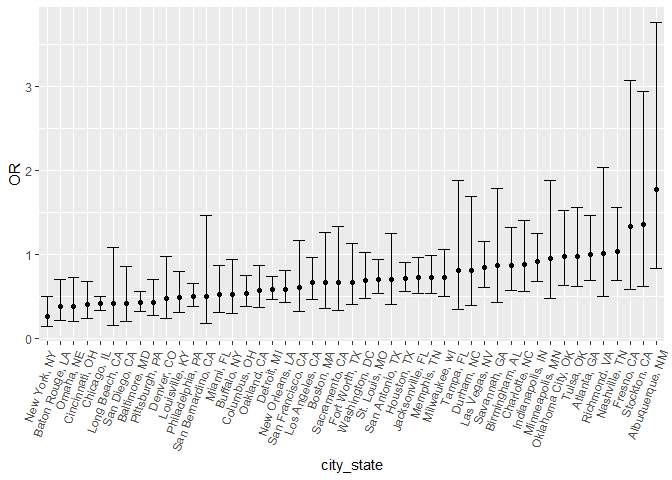 OR
3
2
1
0
New York, NY
Baton Rouge, LA
Omaha, NE
Cincinnati, OH
Chicago, IL
Long Beach, CA
San Diego, CA
Baltimore, MD
Pittsburgh, PA
Denver, CO
Louisville, KY
Philadelphia, PA
San Bernardino, CA
Miami, FL
Buffalo, NY
Columbus, OH
Oakland, CA
Detroit, MI
New Orleans, LA
San Francisco, CA
Los Angeles, CA
Boston, MA
Sacramento, CA
Fort Worth, TX
Washington, DC
St. Louis, MO
San Antonio, TX
Houston, TX
Jacksonville, FL
Memphis, TN
Milwaukee, wI
Tampa, FL
Durham, NC
Las Vegas, NV
Savannah, GA
Birmingham, AL
Charlotte, NC
Indianapolis, IN
Minneapolis, MN
Oklahoma City, OK
Tulsa, OK
Atlanta, GA
Richmond, VA
Nashville, TN
Fresno, CA
Stockton, CA
Albuquerque, NM
city_state